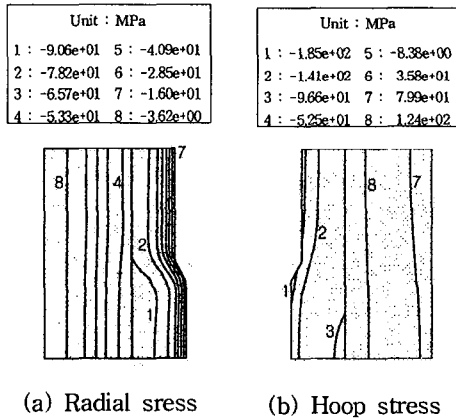 Unit : MPa
1 : -9.06e+01 5 : -4.09e+01
2 : -7.82e+01 6 : -2.85e+01
3 : -6.57e+01 7 : -1.60e+01
4 : -5.33e+01 8 : -3.62e+00
Unit : MPa
1 : -1.85e+02 5 : -8.38e+00
2 : -1.41e+02 6 : 3.58e+01
3 : -9.66e+01 7 : 7.99e+01
4 : -5.25e+01 8 : 1.24e+02
7
8 4
2
1
8 7
2
1
3
(a) Radial sress
(b) Hoop stress